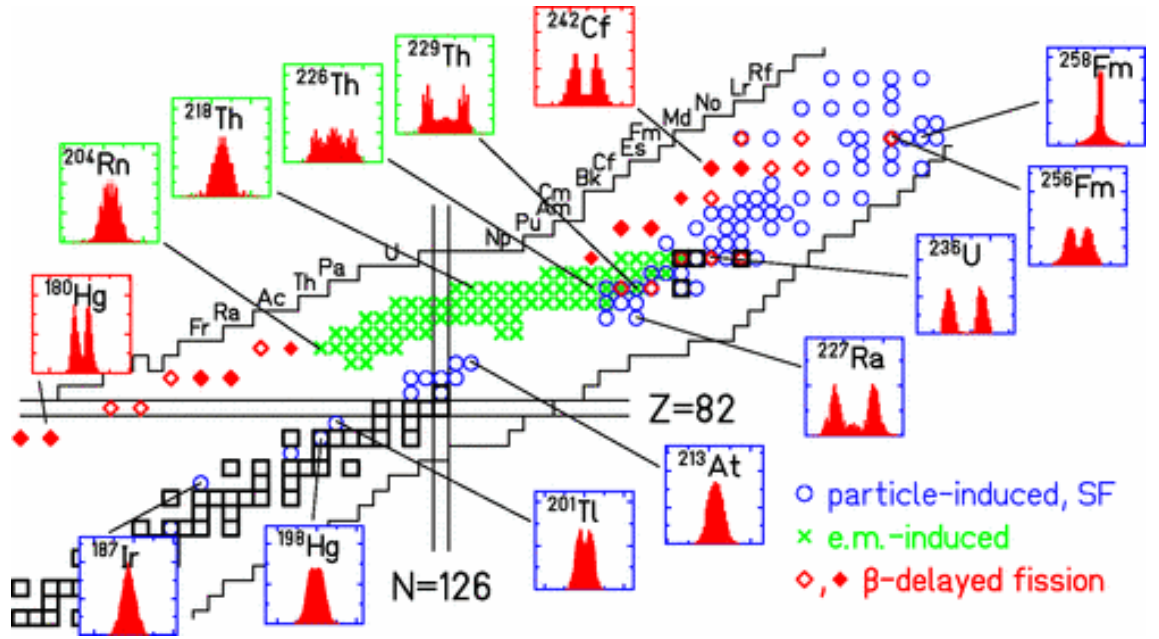 ²⁴²Cf
²²⁹Th
²²⁶Th
²¹⁸Th
²⁰⁴Rn
¹⁸⁰Hg
²⁵⁸Fm
²⁵⁶Fm
²³⁶U
²²⁷Ra
²¹³At
²⁰¹Tl
¹⁹⁸Hg
¹⁸⁷Ir
Rf
Lr
No
Md
Fm
Es
Cf
Bk
Cm
Am
Pu
Np
U
Pa
Th
Ac
Ra
Fr
Z=82
N=126
particle-induced, SF
e.m.-induced
, β-delayed fission